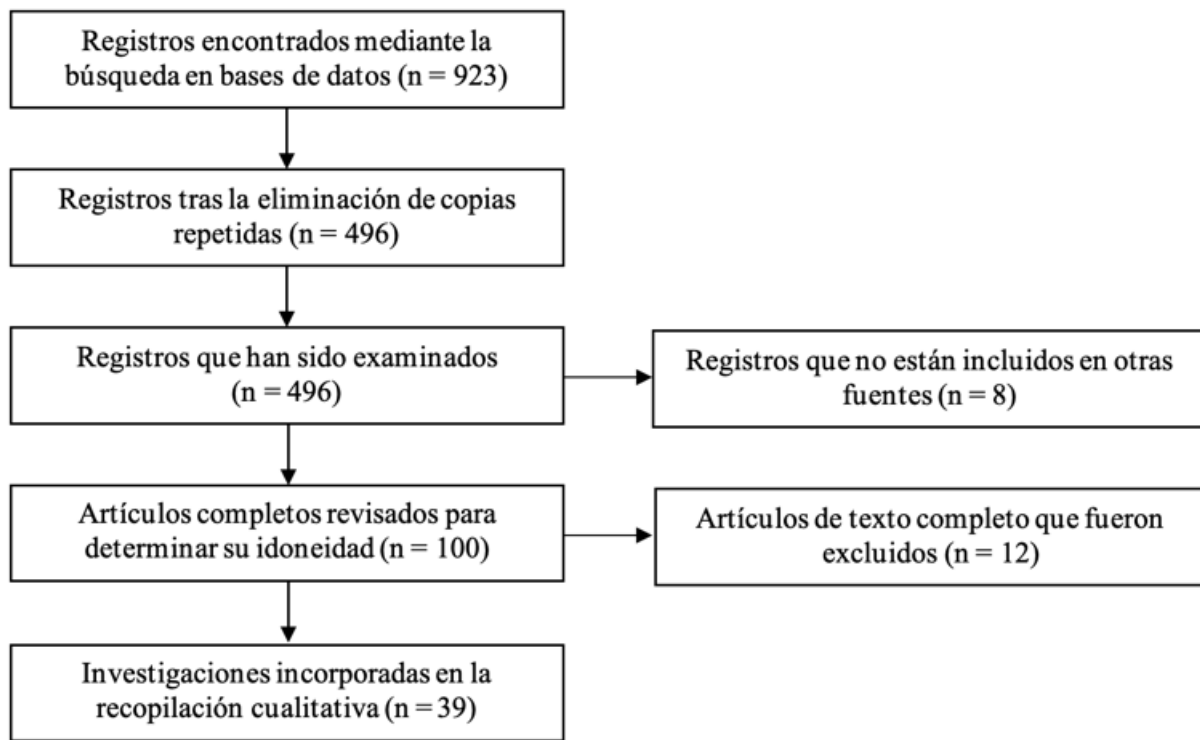 Registros encontrados mediante la
búsqueda en bases de datos (n = 923)
Registros tras la eliminación de copias
repetidas (n = 496)
Registros que han sido examinados
(n = 496)
Registros que no están incluidos en otras
fuentes (n = 8)
Artículos completos revisados para
determinar su idoneidad (n = 100)
Artículos de texto completo que fueron
excluidos (n = 12)
Investigaciones incorporadas en la
recopilación cualitativa (n = 39)